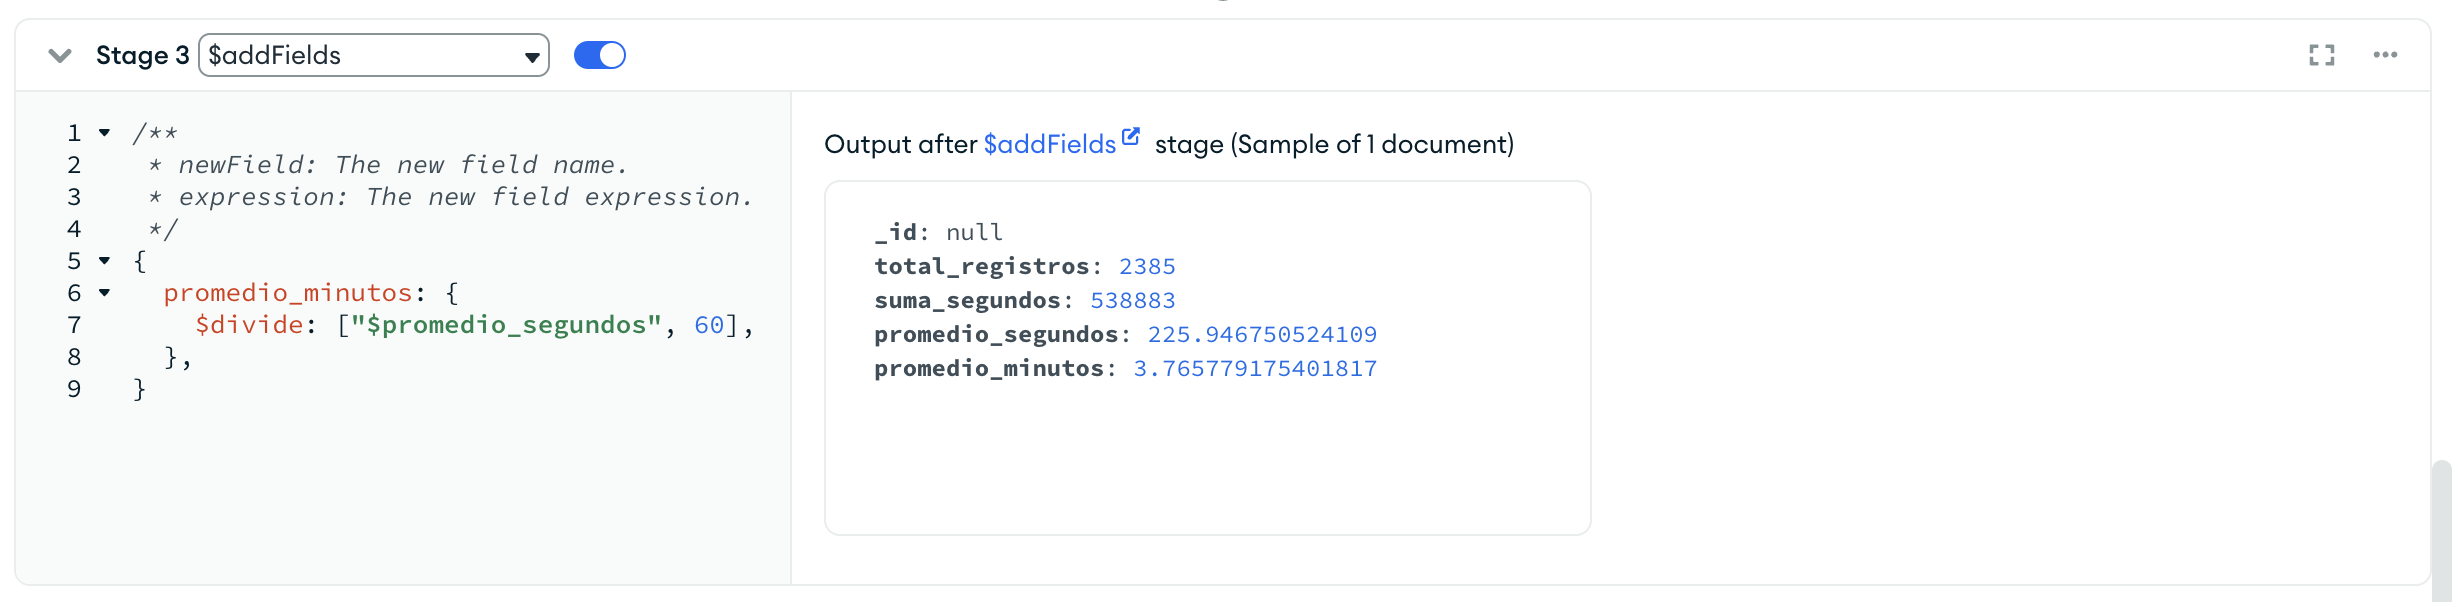 Stage 3 $addFields
1 /**
2  * newField: The new field name.
3  * expression: The new field expression.
4  */
5 {
6   promedio_minutos: {
7     $divide: ["$promedio_segundos", 60],
8   },
9 }
Output after $addFields stage (Sample of 1 document)
_id: null
total_registros: 2385
suma_segundos: 538883
promedio_segundos: 225.946750524109
promedio_minutos: 3.765779175401817